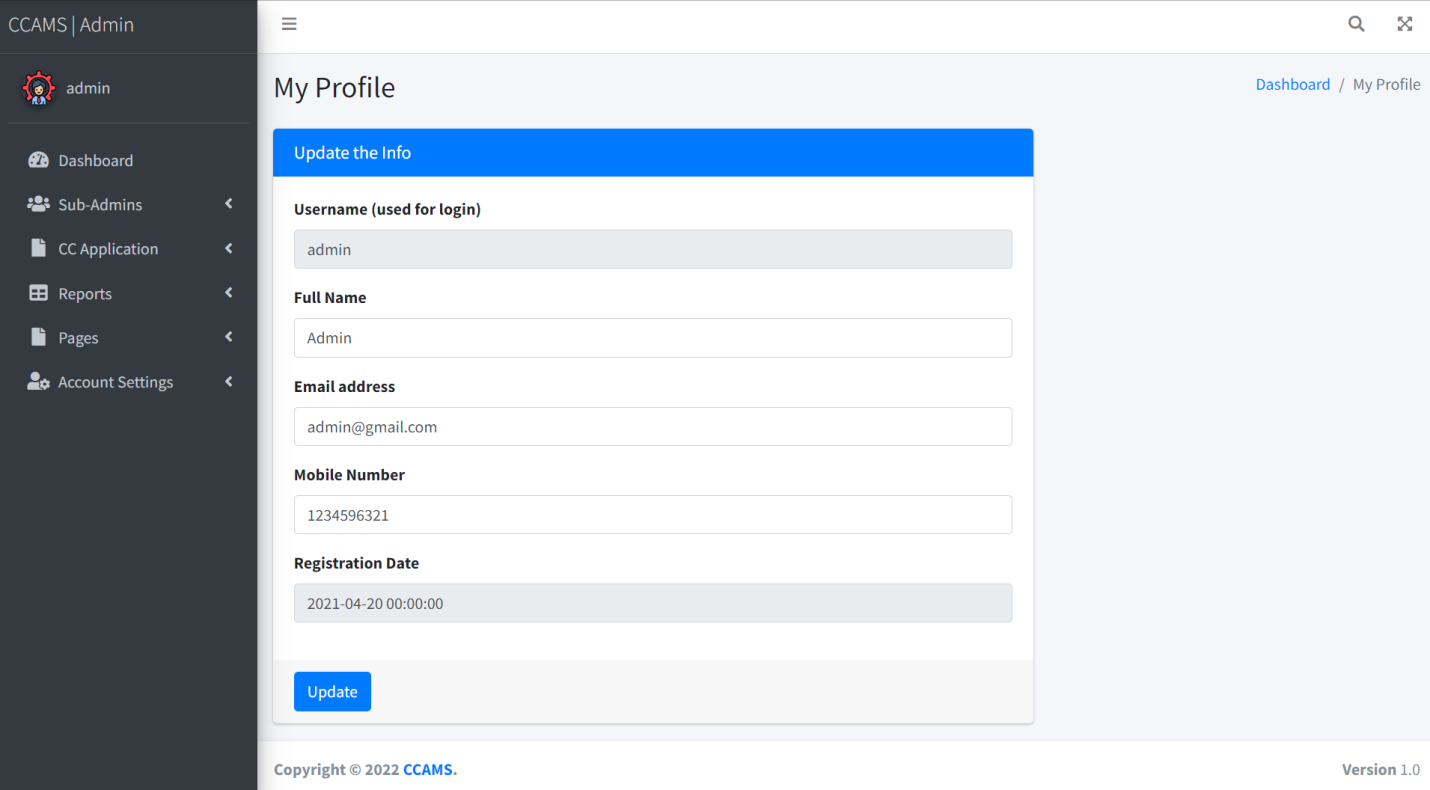 CCAMS | Admin
admin
Dashboard
Sub-Admins
CC Application
Reports
Pages
Account Settings
My Profile
Dashboard / My Profile
Update the Info
Username (used for login)
admin
Full Name
Admin
Email address
admin@gmail.com
Mobile Number
1234596321
Registration Date
2021-04-20 00:00:00
Update
Copyright © 2022 CCAMS.
Version 1.0